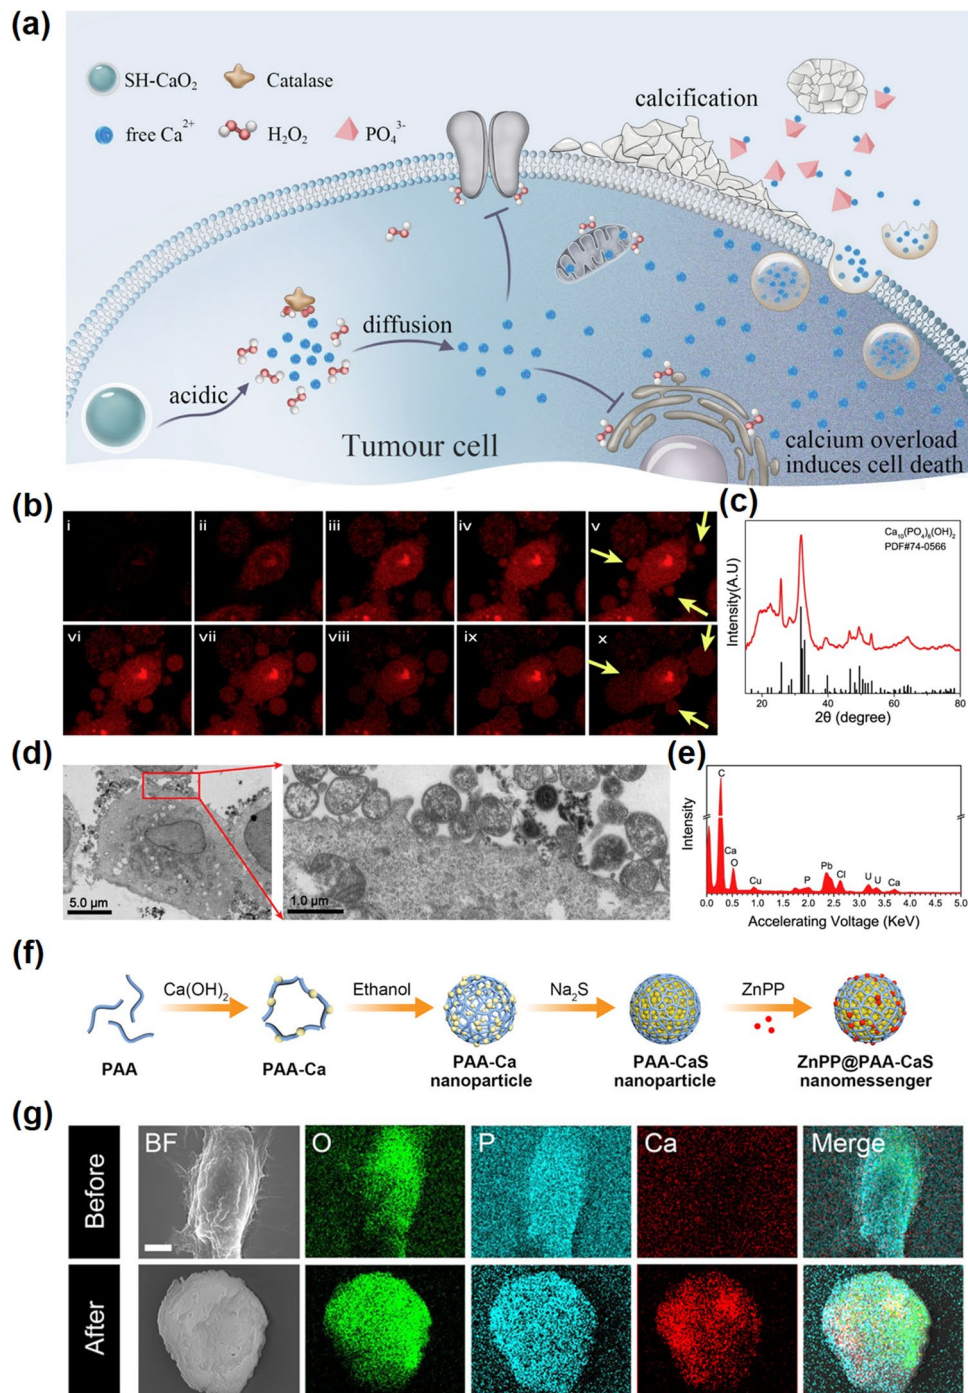 (a)
SH-CaO₂
Catalase
free Ca²⁺
H₂O₂
PO₄³⁻
calcification
diffusion
acidic
Tumour cell
calcium overload
induces cell death
(b)
i
ii
iii
iv
v
vi
vii
viii
ix
x
(c)
Ca₁₀(PO₄)₆(OH)₂
PDF#74-0566
Intensity(A.U)
20
30
40
50
60
70
80
2θ (degree)
(d)
5.0 μm
1.0 μm
(e)
Intensity
C
Ca
O
Cu
P
Pb
Cl
U
U
Ca
0.0
0.5
1.0
1.5
2.0
2.5
3.0
3.5
4.0
4.5
5.0
Accelerating Voltage (KeV)
(f)
Ca(OH)₂
Ethanol
Na₂S
ZnPP
PAA
PAA-Ca
PAA-Ca
nanoparticle
PAA-CaS
nanoparticle
ZnPP@PAA-CaS
nanomessenger
(g)
Before
BF
O
P
Ca
Merge
After